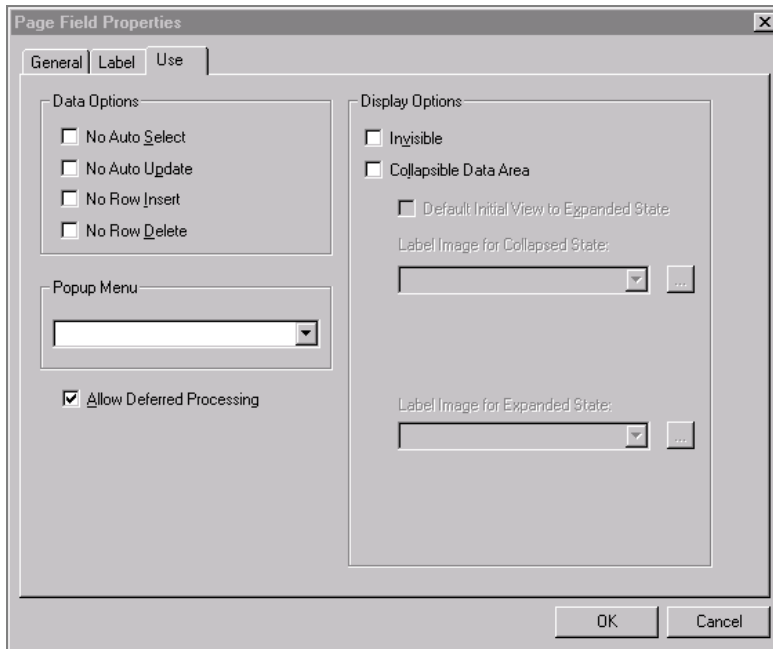 Page Field Properties
General
Label
Use
Data Options
No Auto Select
No Auto Update
No Row Insert
No Row Delete
Popup Menu
Allow Deferred Processing
Display Options
Invisible
Collapsible Data Area
Default Initial View to Expanded State
Label Image for Collapsed State:
...
Label Image for Expanded State:
...
OK
Cancel